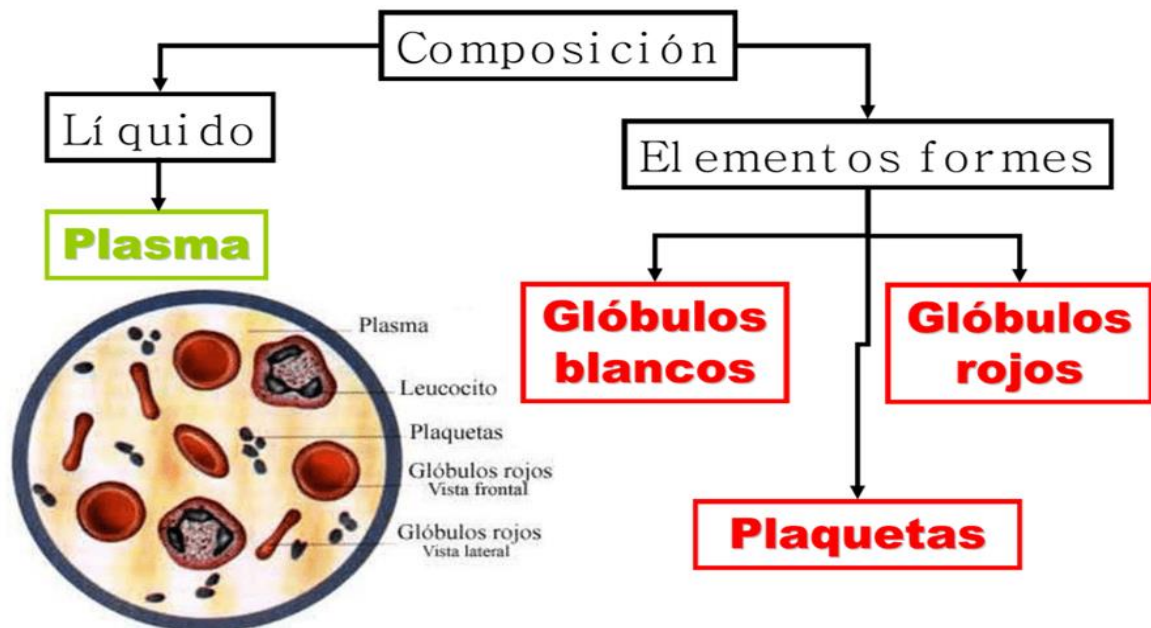 Composición
Líquido
Elementos formes
Plasma
Glóbulos
blancos
Glóbulos
rojos
Plaquetas
Plasma
Leucocito
Plaquetas
Glóbulos rojos
Vista frontal
Glóbulos rojos
Vista lateral